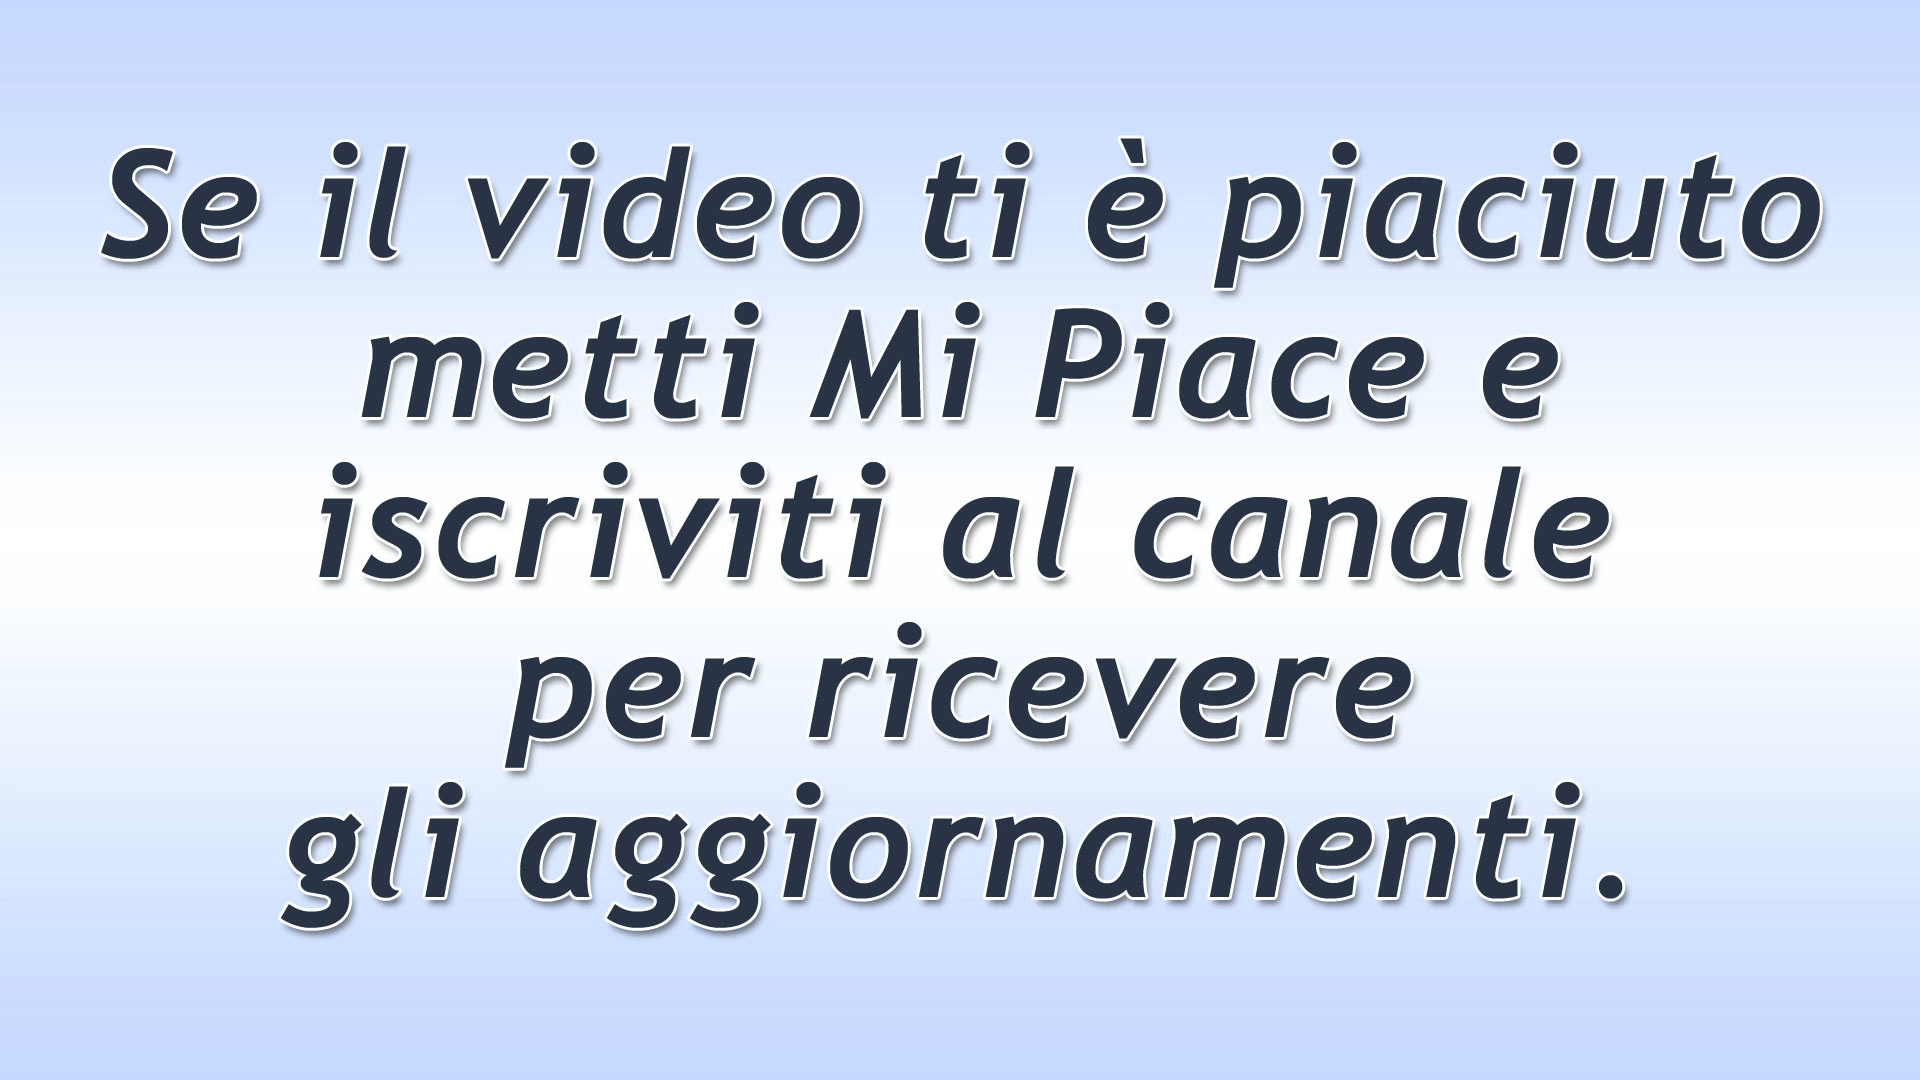 Se il video ti è piaciuto
metti Mi Piace e
iscriviti al canale
per ricevere
gli aggiornamenti.